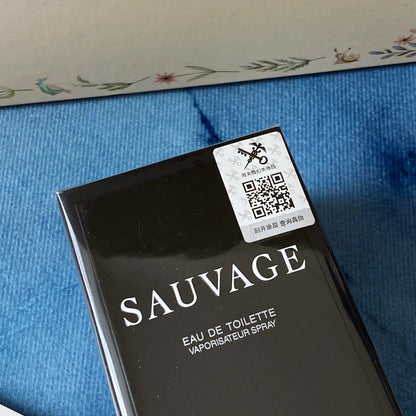 刮开涂层 查询真伪
SAUVAGE
EAU DE TOILETTE
VAPORISATEUR SPRAY